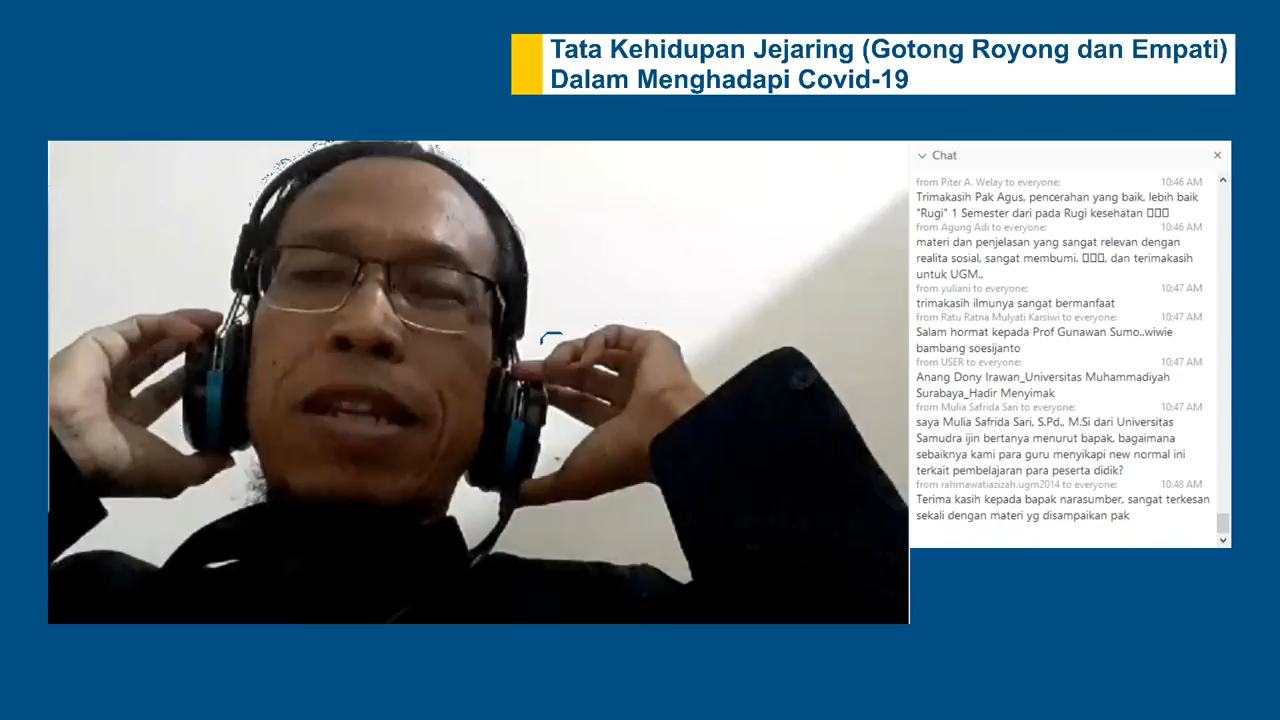 Tata Kehidupan Jejaring (Gotong Royong dan Empati)
Dalam Menghadapi Covid-19
Chat
from Piter A. Welay to everyone: 10:46 AM
Trimakasih Pak Agus, pencerahan yang baik, lebih baik
"Rugi" 1 Semester dari pada Rugi kesehatan □□□
from Agung Adi to everyone: 10:46 AM
materi dan penjelasan yang sangat relevan dengan
realita sosial, sangat membumi. □□□, dan terimakasih
untuk UGM..
from yuliani to everyone: 10:47 AM
trimakasih ilmunya sangat bermanfaat
from Ratu Ratna Mulyati Karsiwi to everyone: 10:47 AM
Salam hormat kepada Prof Gunawan Sumo..wiwie
bambang soesijanto
from USER to everyone: 10:47 AM
Anang Dony Irawan_Universitas Muhammadiyah
Surabaya_Hadir Menyimak
from Mulia Safrida Sari to everyone: 10:47 AM
saya Mulia Safrida Sari, S.Pd., M.Si dari Universitas
Samudra ijin bertanya menurut bapak, bagaimana
sebaiknya kami para guru menyikapi new normal ini
terkait pembelajaran para peserta didik?
from rahmawatiazizah.ugm2014 to everyone: 10:48 AM
Terima kasih kepada bapak narasumber, sangat terkesan
sekali dengan materi yg disampaikan pak